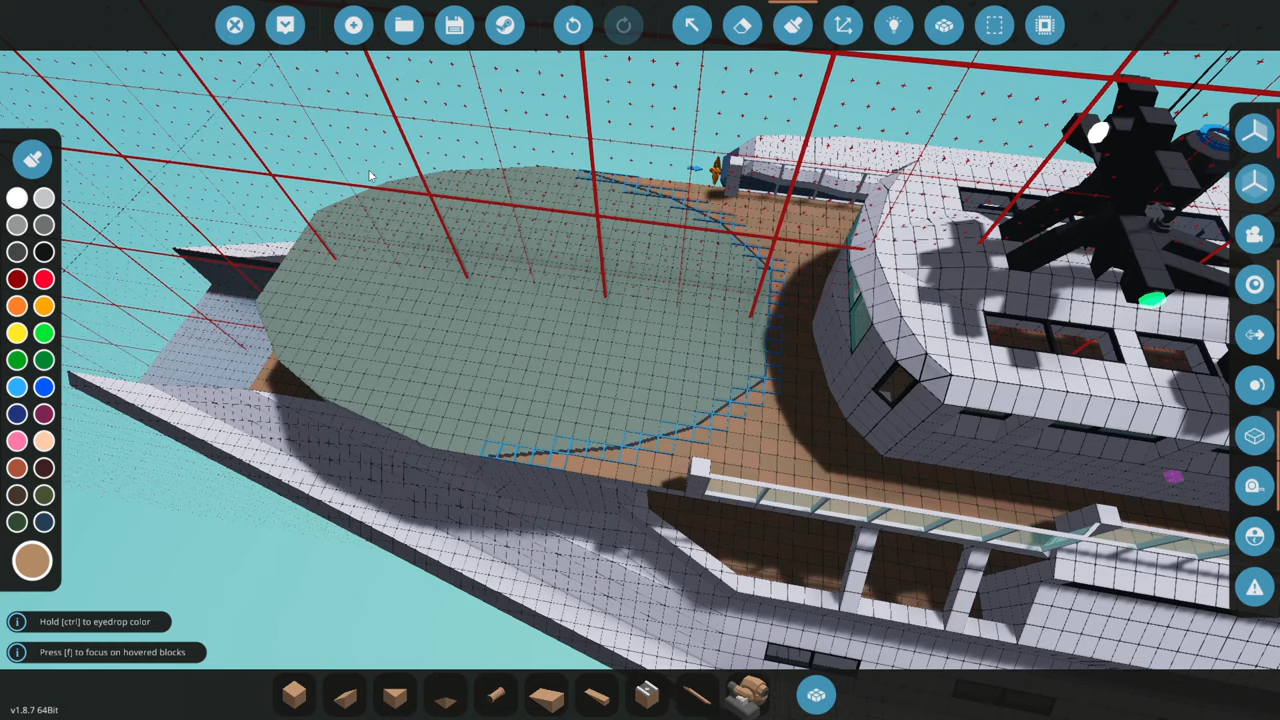 Hold [ctrl] to eyedrop color
Press [f] to focus on hovered blocks
v1.8.7 64Bit